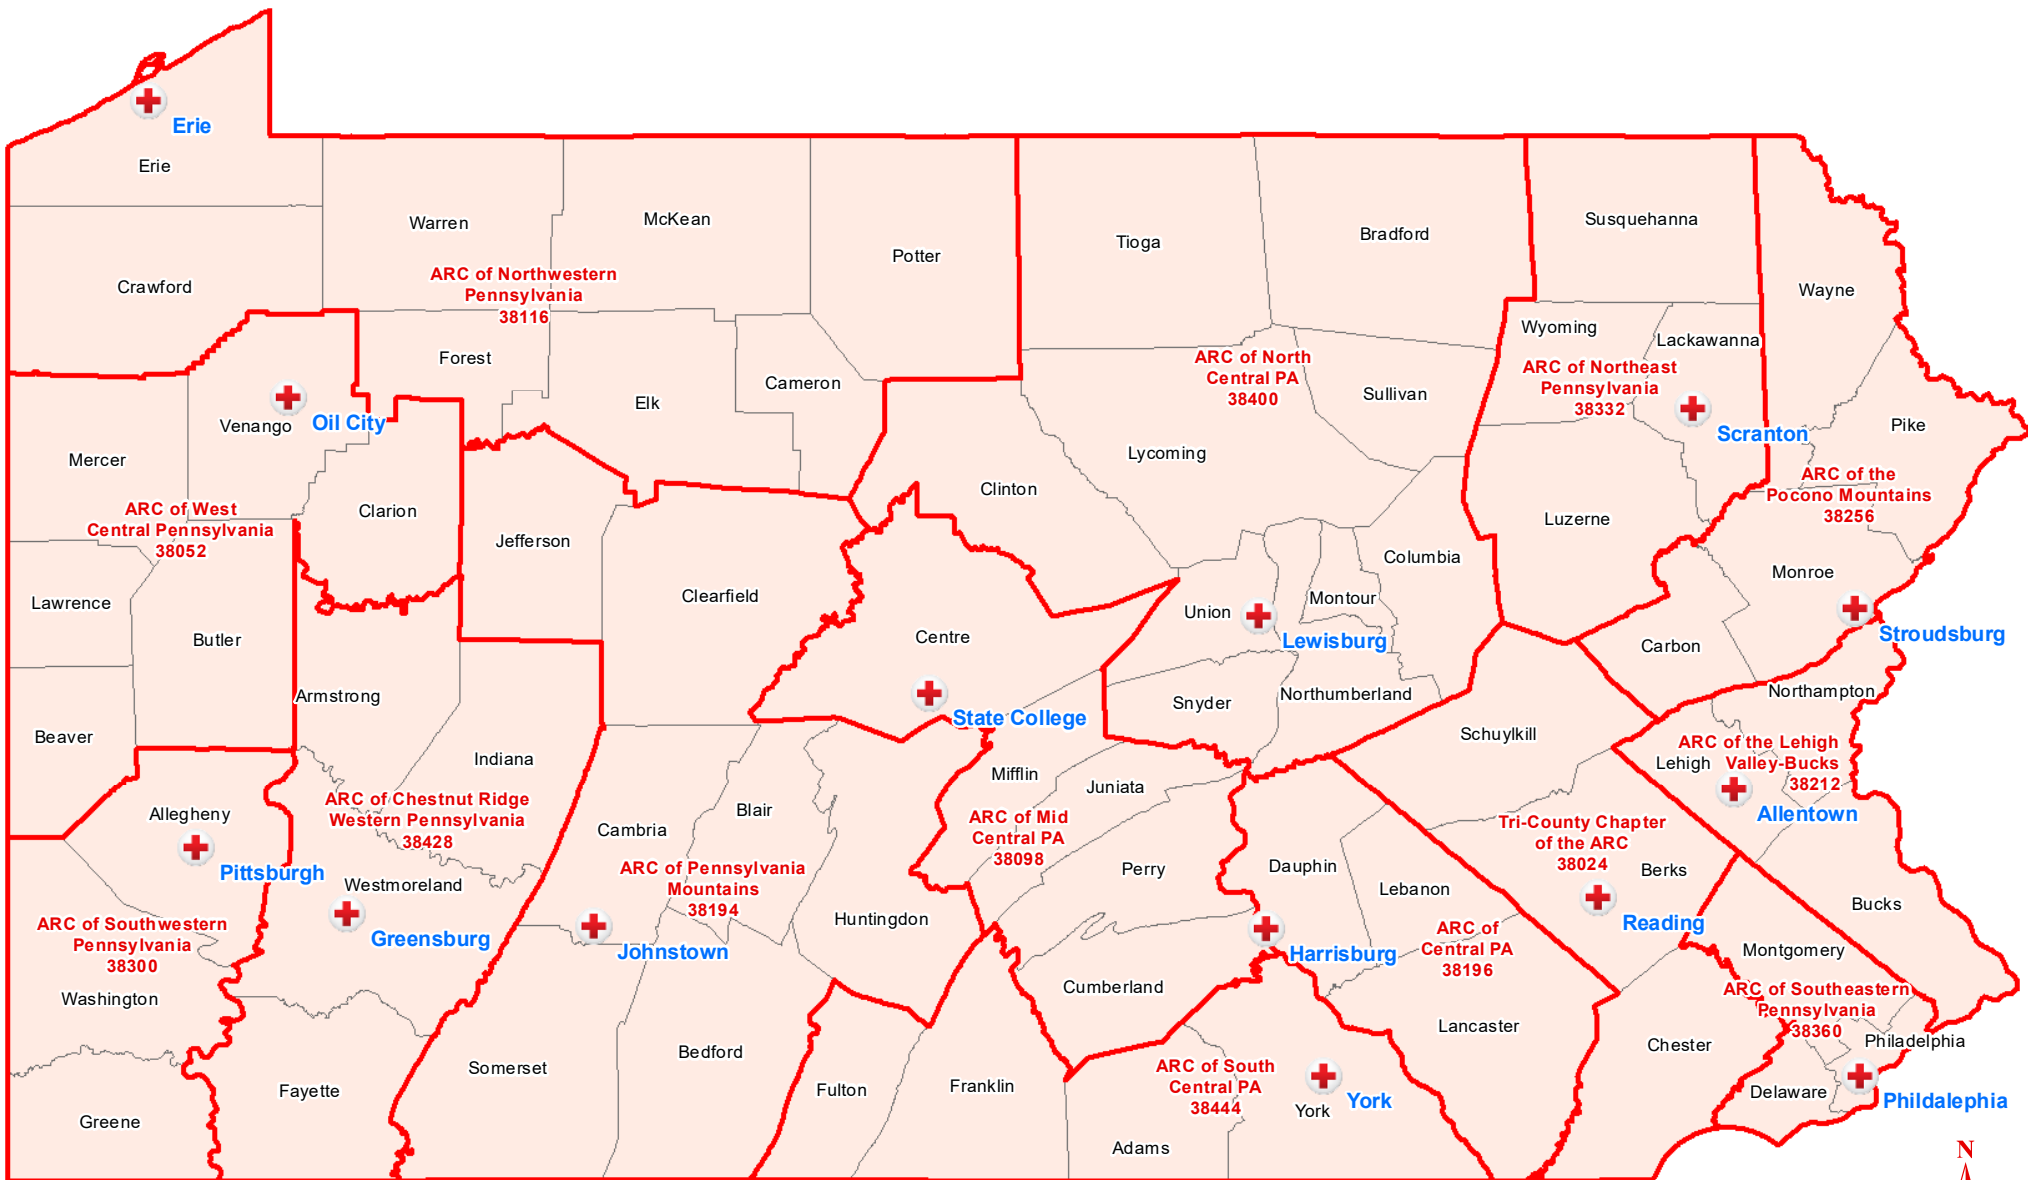 Erie
Erie
Warren
McKean
Potter
Tioga
Bradford
Susquehanna
Wayne
Crawford
ARC of Northwestern
Pennsylvania
38116
Forest
Elk
Cameron
ARC of North
Central PA
38400
Sullivan
Wyoming
Lackawanna
ARC of Northeast
Pennsylvania
38332
Scranton
Pike
Venango
Oil City
Mercer
Lycoming
Clinton
ARC of the
Pocono Mountains
38256
ARC of West
Central Pennsylvania
38052
Clarion
Jefferson
Luzerne
Columbia
Monroe
Lawrence
Butler
Clearfield
Centre
Union
Montour
Lewisburg
Stroudsburg
Carbon
Armstrong
State College
Snyder
Northumberland
Northampton
Beaver
Indiana
Schuylkill
ARC of the Lehigh
Valley-Bucks
38212
Lehigh
Allentown
Mifflin
Juniata
Allegheny
Pittsburgh
ARC of Chestnut Ridge
Western Pennsylvania
38428
Westmoreland
Greensburg
Cambria
Blair
ARC of Pennsylvania
Mountains
38194
Johnstown
Huntingdon
ARC of Mid
Central PA
38098
Perry
Dauphin
Lebanon
Tri-County Chapter
of the ARC
38024
Berks
Reading
Bucks
ARC of Southwestern
Pennsylvania
38300
Washington
Harrisburg
ARC of
Central PA
38196
Montgomery
Cumberland
ARC of Southeastern
Pennsylvania
38360
Philadelphia
Lancaster
Chester
Somerset
Bedford
Fulton
Franklin
ARC of South
Central PA
38444
York
York
Delaware
Phildalephia
Fayette
Greene
Adams
N